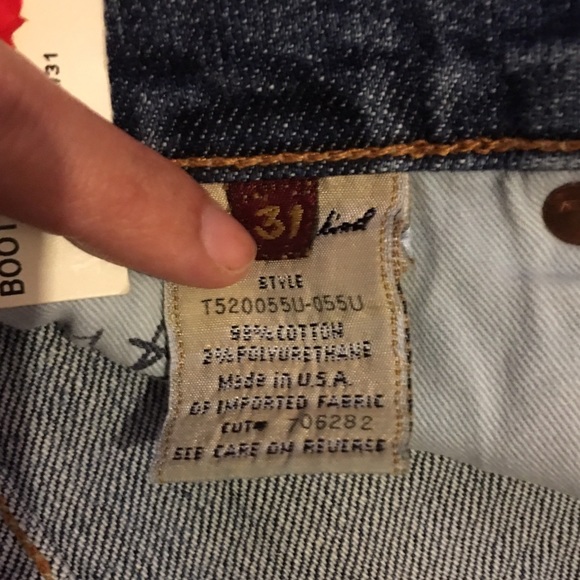 /31
BOOT
31
kind
STYLE
T520055U-055U
98% COTTON
2% POLYURETHANE
Made in U.S.A.
OF IMPORTED FABRIC
CUT# 706282
SEE CARE ON REVERSE